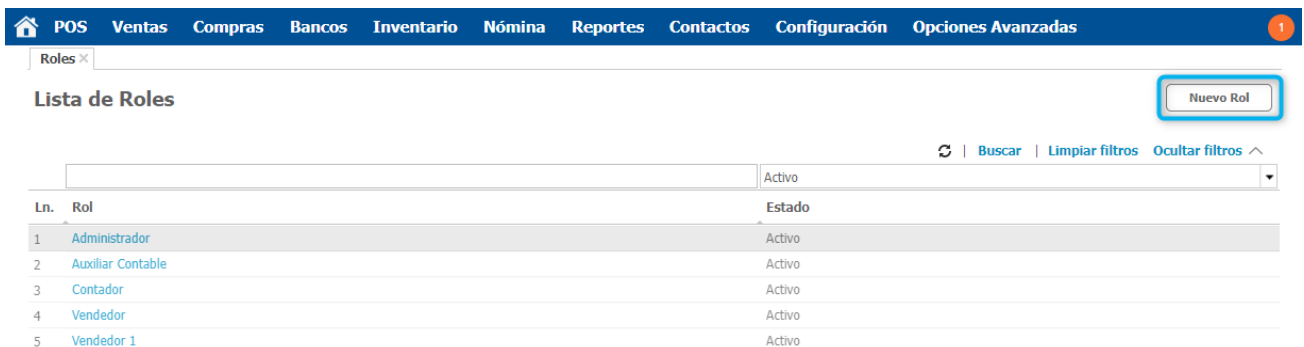 POS Ventas Compras Bancos Inventario Nómina Reportes Contactos Configuración Opciones Avanzadas 1
Roles
Lista de Roles Nuevo Rol
| Buscar | Limpiar filtros Ocultar filtros
Activo
Ln. Rol Estado
1 Administrador Activo
2 Auxiliar Contable Activo
3 Contador Activo
4 Vendedor Activo
5 Vendedor 1 Activo